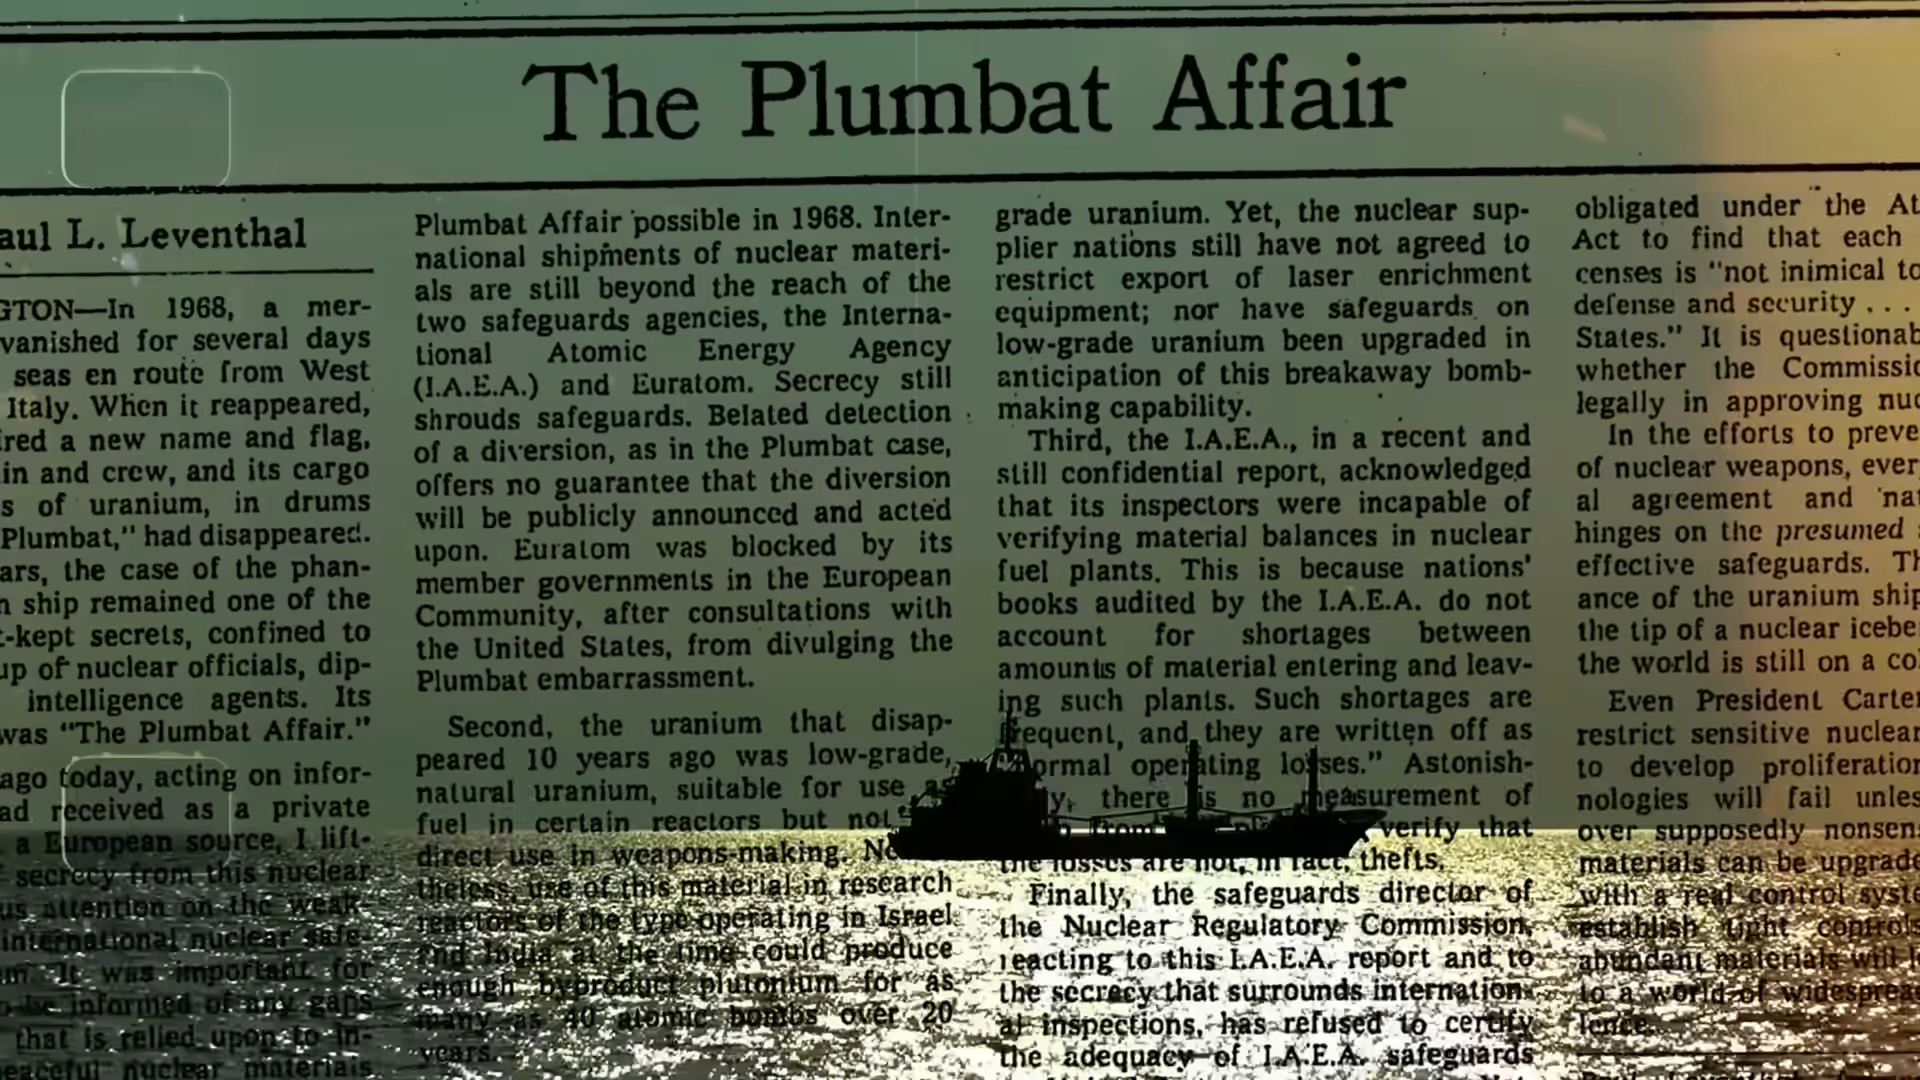 The Plumbat Affair
aul L. Leventhal
GTON—In 1968, a mer-
vanished for several days
seas en route from West
Italy. When it reappeared,
ired a new name and flag,
in and crew, and its cargo
s of uranium, in drums
Plumbat," had disappeared.
ars, the case of the phan-
n ship remained one of the
t-kept secrets, confined to
up of nuclear officials, dip-
intelligence agents. Its
was "The Plumbat Affair."
ago today, acting on infor-
ad received as a private
a European source, I lift-
secrecy from this nuclear
us attention on the weak-
international nuclear safe-
em. It was important for
o be informed of any gaps
that is relied upon to in-
peaceful nuclear materials
Plumbat Affair possible in 1968. Inter-
national shipments of nuclear materi-
als are still beyond the reach of the
two safeguards agencies, the Interna-
tional Atomic Energy Agency
(I.A.E.A.) and Euratom. Secrecy still
shrouds safeguards. Belated detection
of a diversion, as in the Plumbat case,
offers no guarantee that the diversion
will be publicly announced and acted
upon. Euratom was blocked by its
member governments in the European
Community, after consultations with
the United States, from divulging the
Plumbat embarrassment.
Second, the uranium that disap-
peared 10 years ago was low-grade,
natural uranium, suitable for use as
fuel in certain reactors but not
direct use in weapons-making. No
theless, use of this material in research
reactors of the type operating in Israel
and India at the time could produce
enough byproduct plutonium for as
many as 40 atomic bombs over 20
years.
grade uranium. Yet, the nuclear sup-
plier nations still have not agreed to
restrict export of laser enrichment
equipment; nor have safeguards on
low-grade uranium been upgraded in
anticipation of this breakaway bomb-
making capability.
Third, the I.A.E.A., in a recent and
still confidential report, acknowledged
that its inspectors were incapable of
verifying material balances in nuclear
fuel plants. This is because nations'
books audited by the I.A.E.A. do not
account for shortages between
amounts of material entering and leav-
ing such plants. Such shortages are
frequent, and they are written off as
normal operating losses." Astonish-
y, there is no measurement of
from verify that
the losses are not, in fact, thefts.
Finally, the safeguards director of
the Nuclear Regulatory Commission,
reacting to this I.A.E.A. report and to
the secrecy that surrounds internation-
al inspections, has refused to certify
the adequacy of I.A.E.A. safeguards
obligated under the At
Act to find that each
censes is "not inimical to
defense and security . . .
States." It is questionab
whether the Commissio
legally in approving nuc
In the efforts to preve
of nuclear weapons, ever
al agreement and nat
hinges on the presumed
effective safeguards. Th
ance of the uranium ship
the tip of a nuclear iceber
the world is still on a col
Even President Carter
restrict sensitive nuclear
to develop proliferation
nologies will fail unles
over supposedly nonsens
materials can be upgrade
with a real control syste
establish tight controls
abundant materials will l
to a world of widespread
lence.